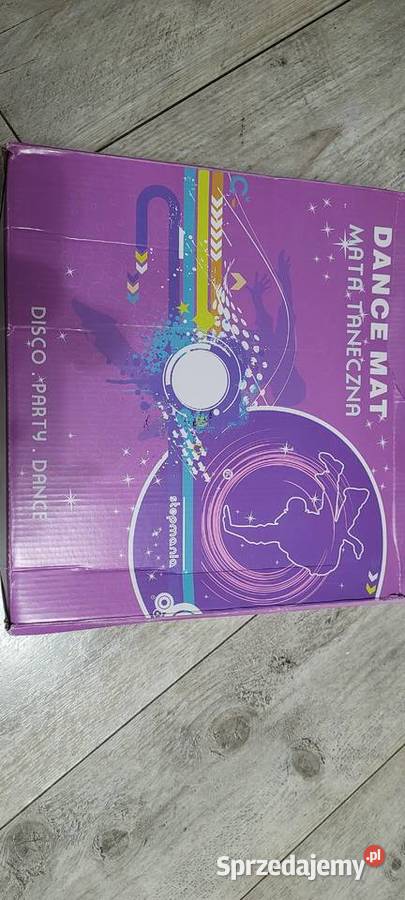 DANCE MAT
MATA TANECZNA
stepmania
DISCO . PARTY . DANCE
Sprzedajemy.pl